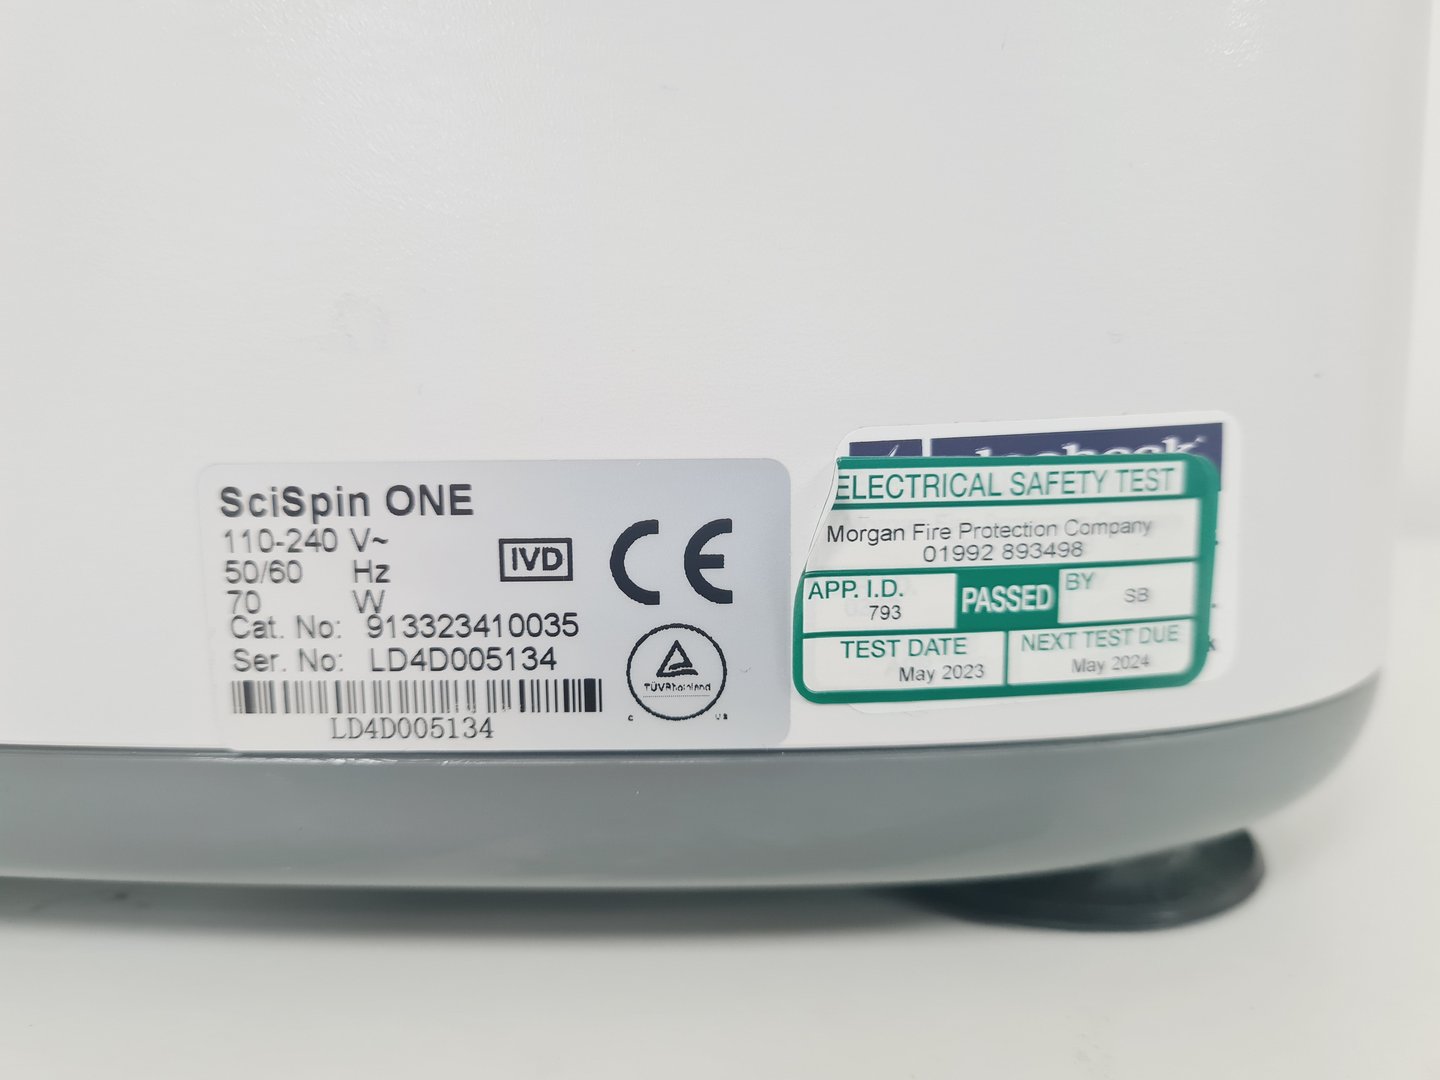 SciSpin ONE
110-240 V~
50/60 Hz
70 W
Cat. No: 913323410035
Ser. No: LD4D005134
LD4D005134
IVD
CE
TÜVRheinland
C US
ELECTRICAL SAFETY TEST
Morgan Fire Protection Company
01992 893498
APP. I.D.
793
PASSED
BY
SB
TEST DATE
May 2023
NEXT TEST DUE
May 2024